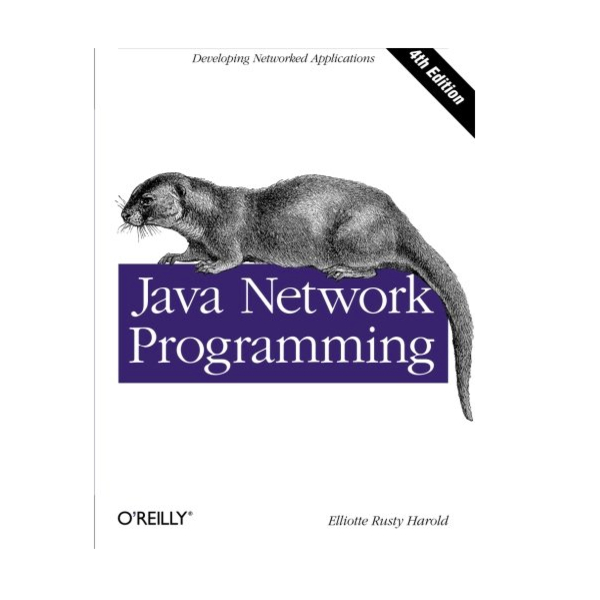 Developing Networked Applications
4th Edition
Java Network
Programming
O'REILLY®
Elliotte Rusty Harold